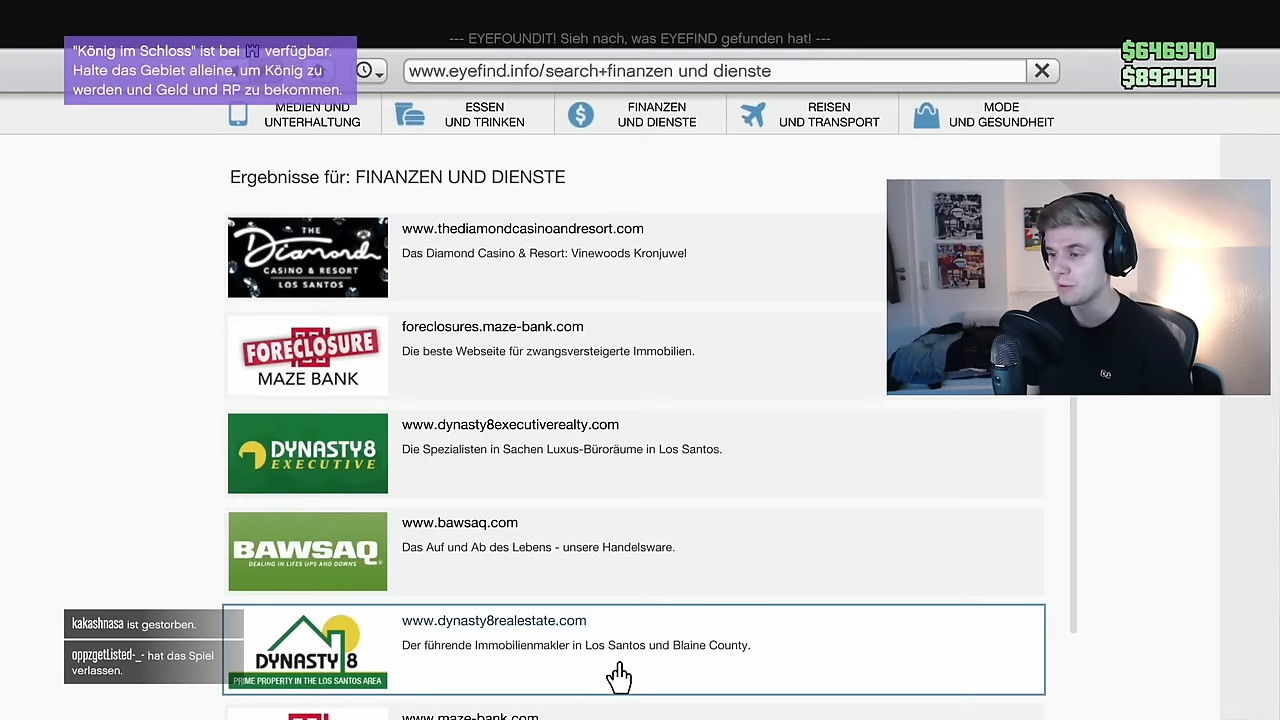 --- EYEFOUNDIT! Sieh nach, was EYEFIND gefunden hat! ---
"König im Schloss" ist bei verfügbar.
Halte das Gebiet alleine, um König zu
werden und Geld und RP zu bekommen.
www.eyefind.info/search+finanzen und dienste
$646940
$892434
MEDIEN UND
UNTERHALTUNG
ESSEN
UND TRINKEN
FINANZEN
UND DIENSTE
REISEN
UND TRANSPORT
MODE
UND GESUNDHEIT
Ergebnisse für: FINANZEN UND DIENSTE
THE
Diamond
CASINO & RESORT
LOS SANTOS
www.thediamondcasinoandresort.com
Das Diamond Casino & Resort: Vinewoods Kronjuwel
FORECLOSURE
MAZE BANK
foreclosures.maze-bank.com
Die beste Webseite für zwangsversteigerte Immobilien.
DYNASTY8
EXECUTIVE
www.dynasty8executiverealty.com
Die Spezialisten in Sachen Luxus-Büroräume in Los Santos.
BAWSAQ
DEALING IN LIFES UPS AND DOWNS
www.bawsaq.com
Das Auf und Ab des Lebens - unsere Handelsware.
DYNASTY 8
PRIME PROPERTY IN THE LOS SANTOS AREA
www.dynasty8realestate.com
Der führende Immobilienmakler in Los Santos und Blaine County.
kakashnasa ist gestorben.
oppzgetListed-_- hat das Spiel
verlassen.
www.maze-bank.com